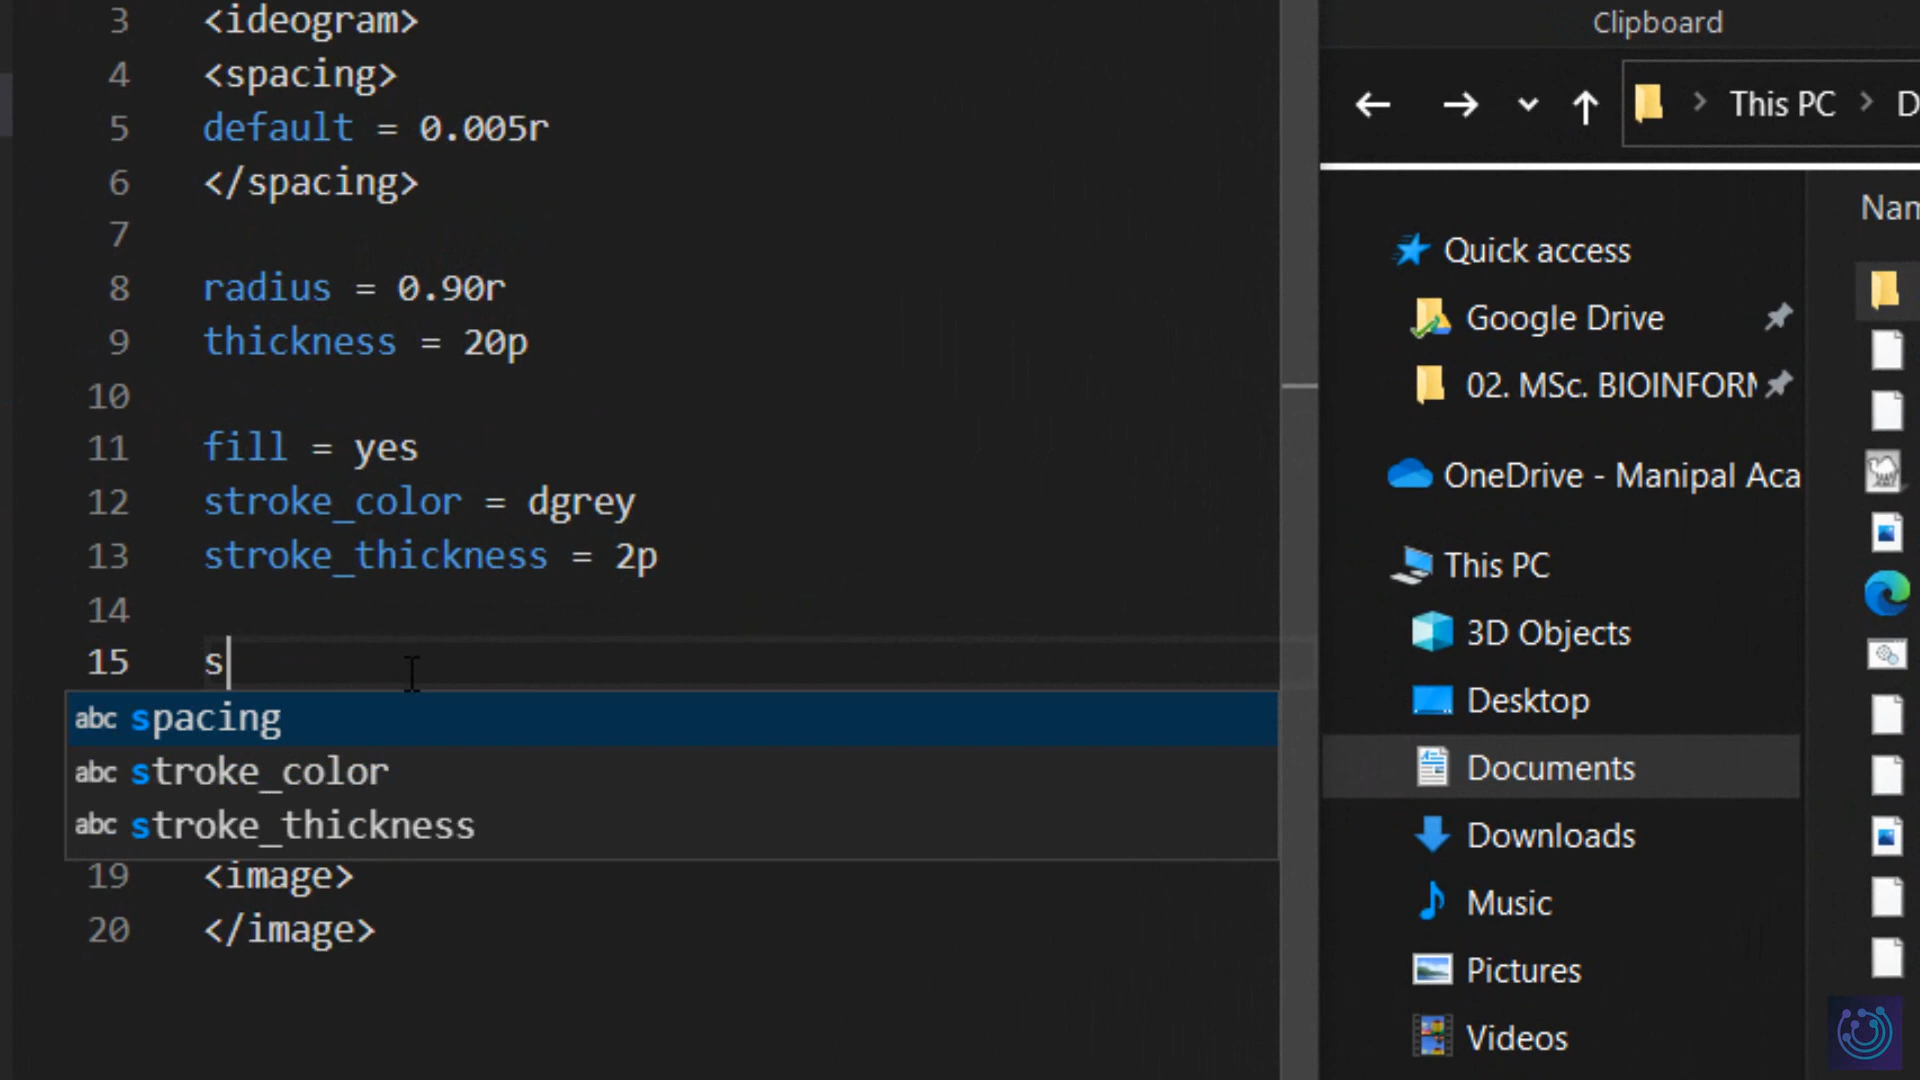 3 <ideogram>
4 <spacing>
5 default = 0.005r
6 </spacing>
7
8 radius = 0.90r
9 thickness = 20p
10
11 fill = yes
12 stroke_color = dgrey
13 stroke_thickness = 2p
14
15 s
abc spacing
abc stroke_color
abc stroke_thickness
19 <image>
20 </image>
Clipboard
This PC > D
Nam
Quick access
Google Drive
02. MSc. BIOINFORM
OneDrive - Manipal Aca
This PC
3D Objects
Desktop
Documents
Downloads
Music
Pictures
Videos